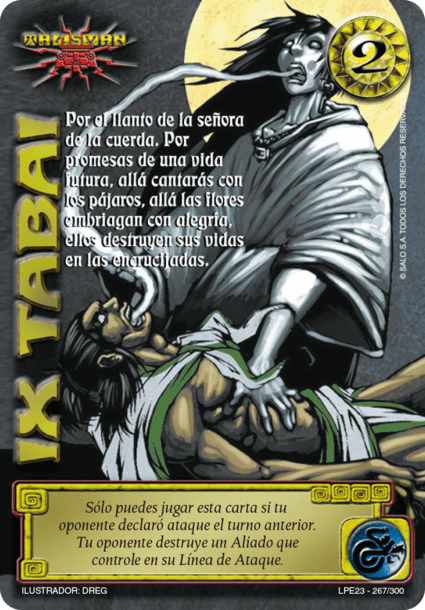 TALISMAN
2
IX TABAI
Por el llanto de la señora
de la cuerda. Por
promesas de una vida
futura, allá cantarás con
los pájaros, allá las flores
embriagan con alegría,
ellos destruyen sus vidas
en las encrucijadas.
© SALO S.A. TODOS LOS DERECHOS RESERV
Sólo puedes jugar esta carta si tu
oponente declaró ataque el turno anterior.
Tu oponente destruye un Aliado que
controle en su Línea de Ataque.
ILUSTRADOR: DREG
LPE23 - 267/300